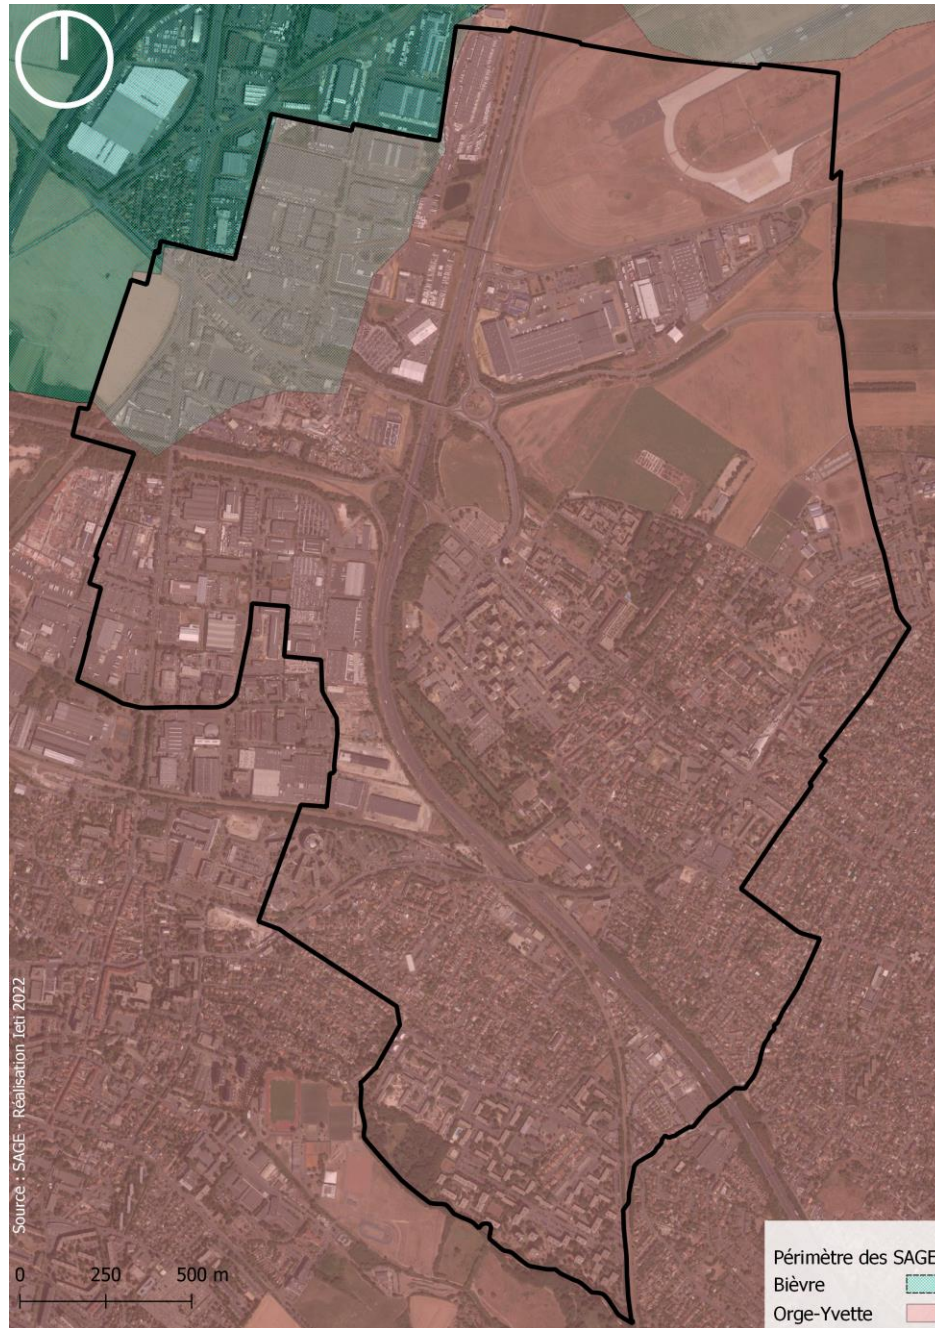 Source : SAGE - Réalisation Ieti 2022
0 250 500 m
Périmètre des SAGE
Bièvre
Orge-Yvette